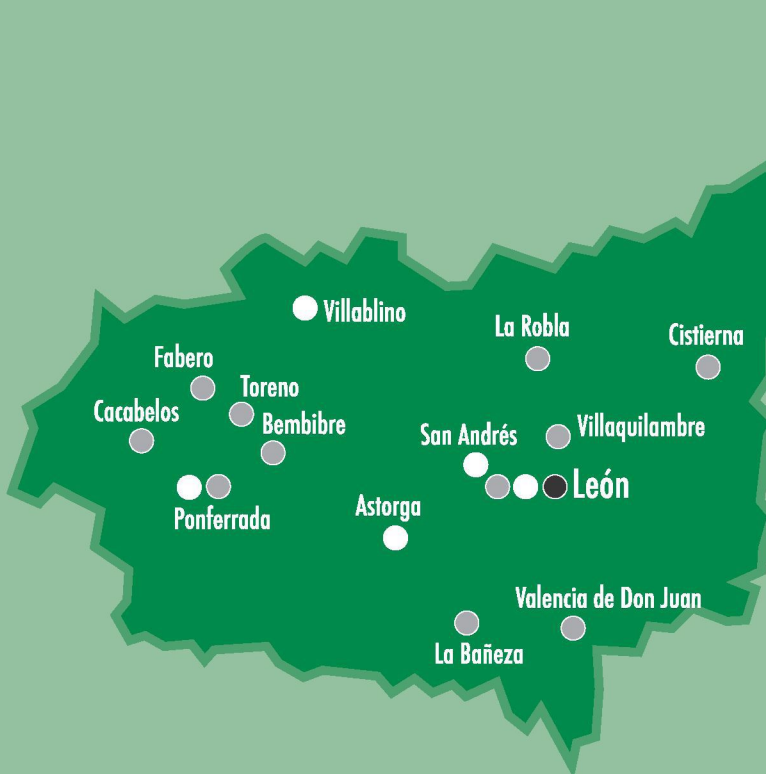 Villablino
La Robla
Cistierna
Fabero
Toreno
Cacabelos
Bembibre
San Andrés
Villaquilambre
León
Astorga
Ponferrada
Valencia de Don Juan
La Bañeza